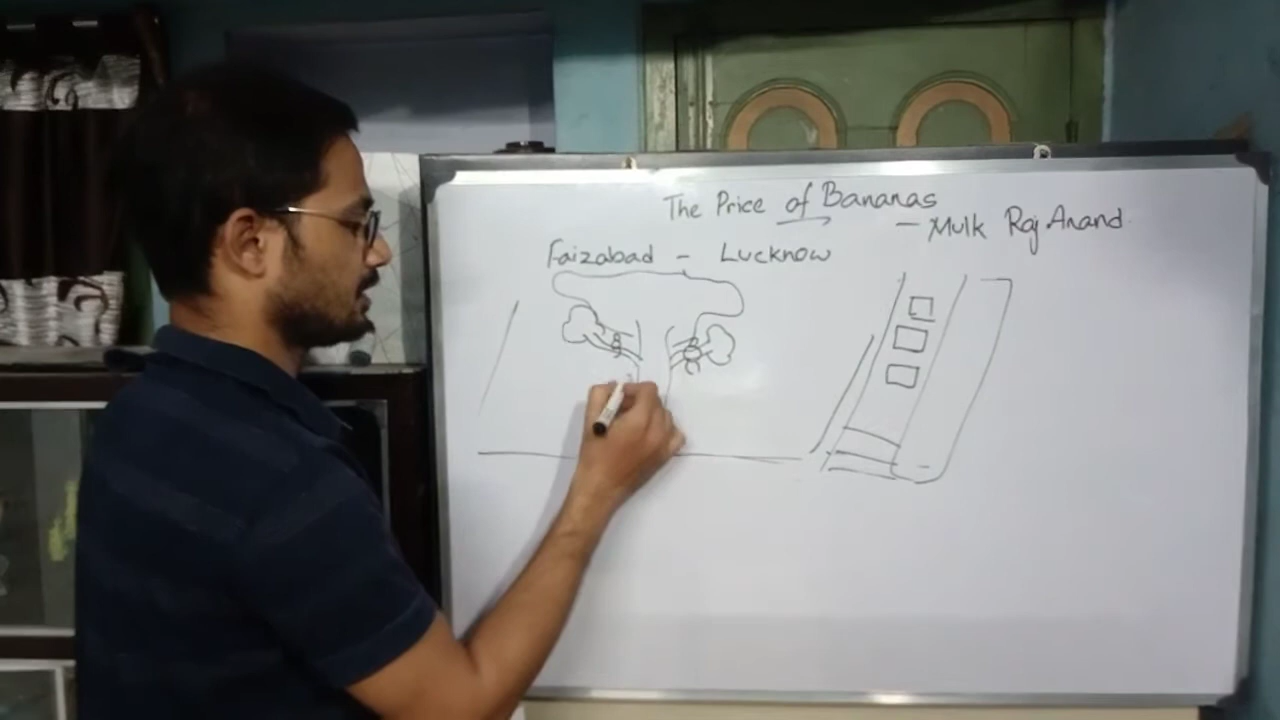 The Price of Bananas
- Mulk Raj Anand.
Faizabad - Lucknow